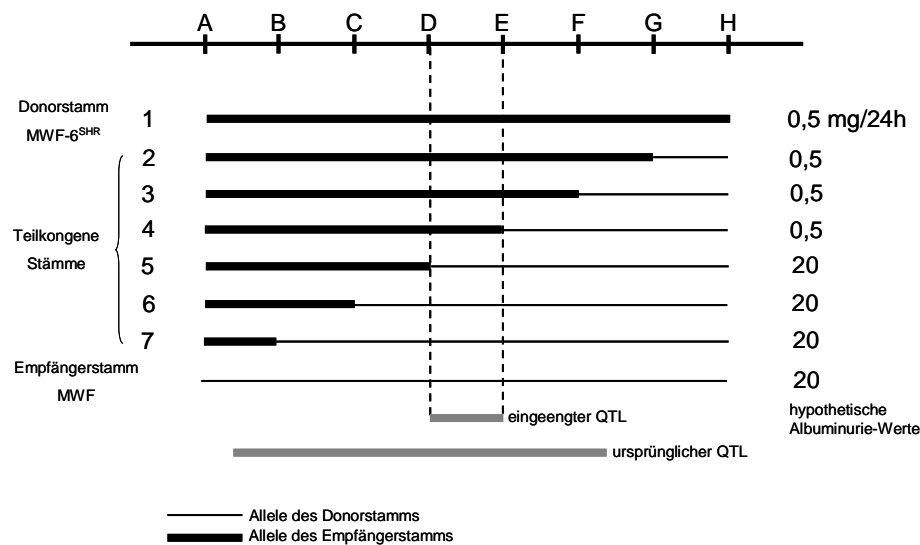 A B C D E F G H
Donorstamm
MWF-6SHR
1 0,5 mg/24h
2 0,5
3 0,5
4 0,5
Teilkongene
Stämme
5 20
6 20
7 20
Empfängerstamm
MWF
20
hypothetische
Albuminurie-Werte
eingeengter QTL
ursprünglicher QTL
Allele des Donorstamms
Allele des Empfängerstamms